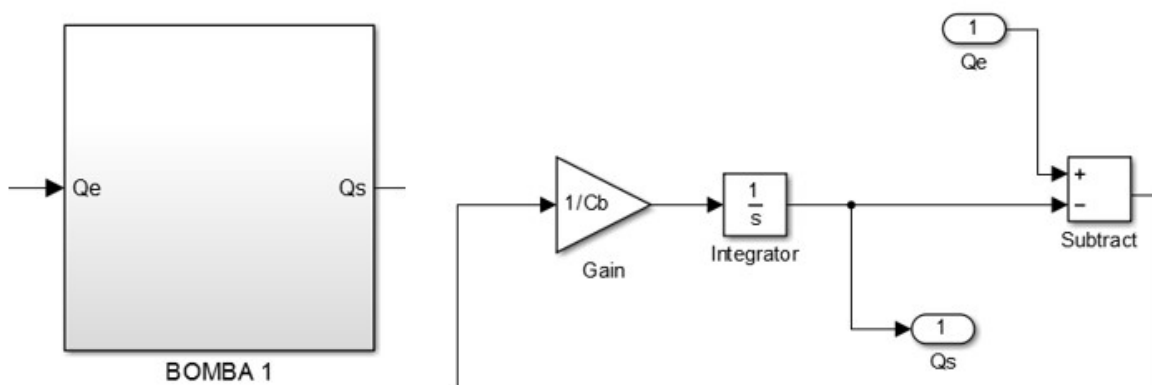 Qe
Qs
BOMBA 1
1
Qe
1/Cb
Gain
1
s
Integrator
+
−
Subtract
1
Qs